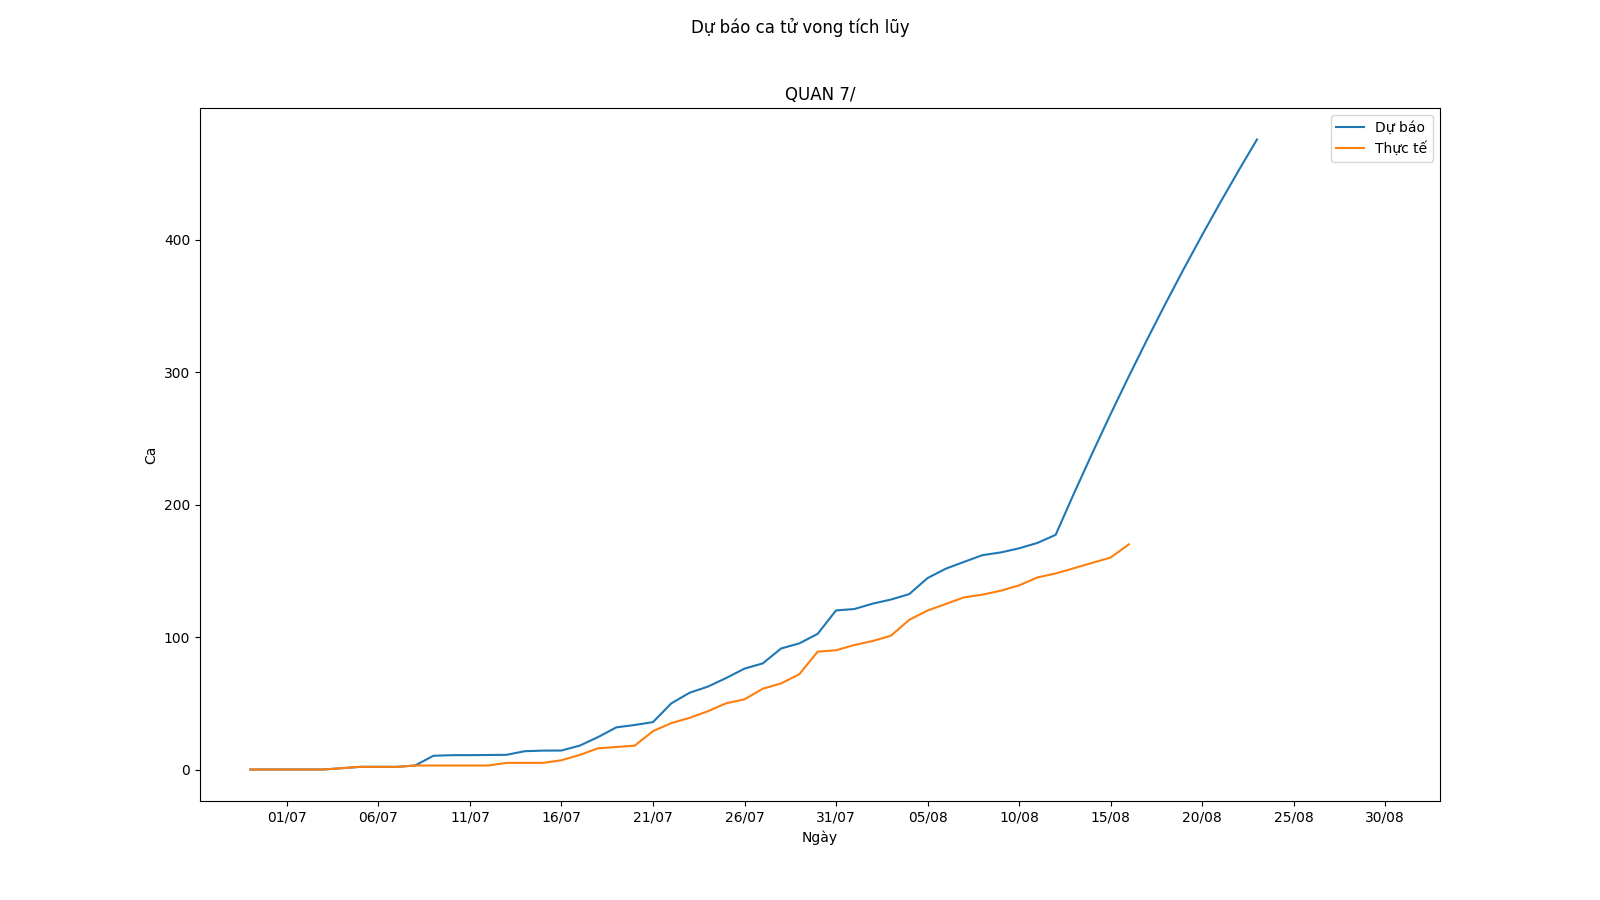 Dự báo ca tử vong tích lũy
QUAN 7/
Dự báo
Thực tế
Ca
400
300
200
100
0
01/07 06/07 11/07 16/07 21/07 26/07 31/07 05/08 10/08 15/08 20/08 25/08 30/08
Ngày